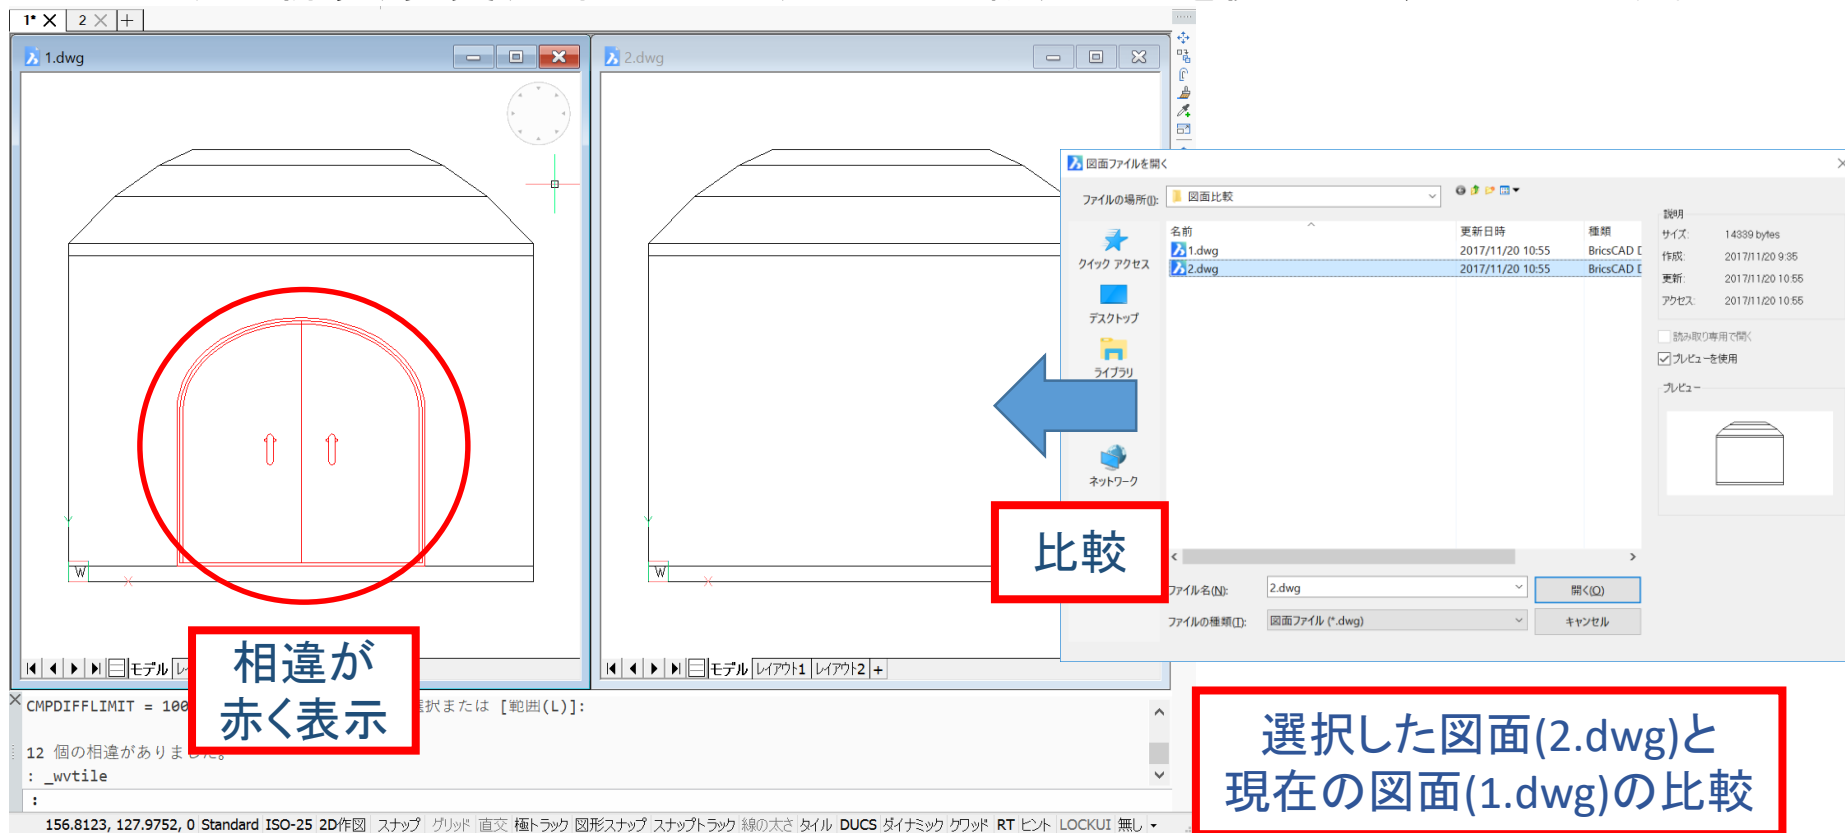 1* 2
1.dwg
2.dwg
図面ファイルを開く
ファイルの場所(I):
図面比較
名前 更新日時 種類
1.dwg 2017/11/20 10:55 BricsCAD D
2.dwg 2017/11/20 10:55 BricsCAD D
クイック アクセス
デスクトップ
ライブラリ
ネットワーク
説明
サイズ: 14339 bytes
作成: 2017/11/20 9:35
更新: 2017/11/20 10:55
アクセス: 2017/11/20 10:55
読み取り専用で開く
プレビューを使用
プレビュー
ファイル名(N): 2.dwg 開く(O)
ファイルの種類(T): 図面ファイル (*.dwg) キャンセル
比較
W
W
相違が
赤く表示
モデル
モデル レイアウト1 レイアウト2 +
CMPDIFFLIMIT = 100 択または [範囲(L)]:
12 個の相違がありました。
: _wvtile
:
選択した図面(2.dwg)と
現在の図面(1.dwg)の比較
156.8123, 127.9752, 0 Standard ISO-25 2D作図 スナップ グリッド 直交 極トラック 図形スナップ スナップトラック 線の太さ タイル DUCS ダイナミック クワッド RT ヒント LOCKUI 無し